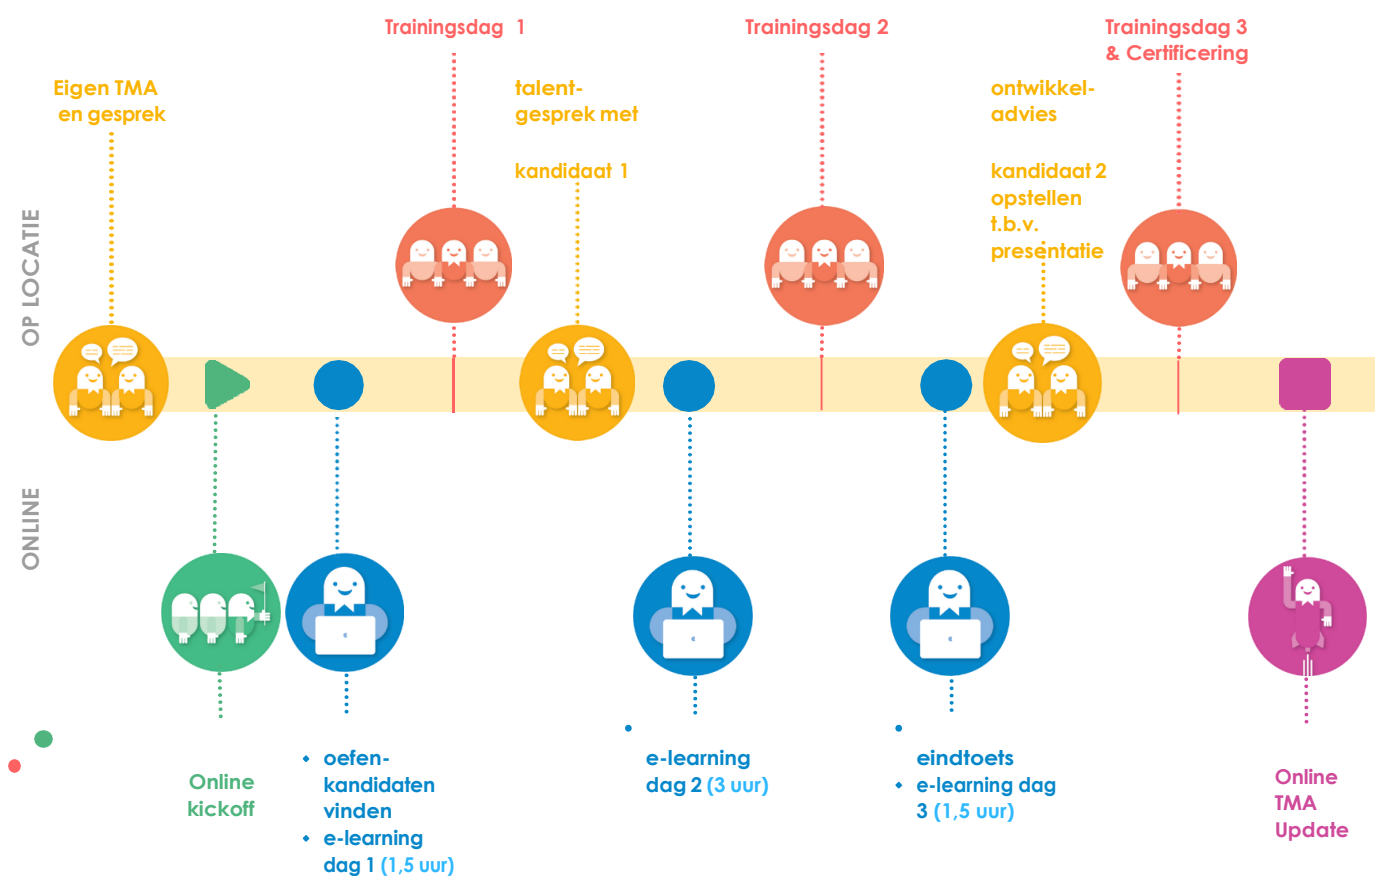 Trainingsdag 1
Trainingsdag 2
Trainingsdag 3
& Certificering
Eigen TMA
en gesprek
talent-
gesprek met
kandidaat 1
ontwikkel-
advies
kandidaat 2
opstellen
t.b.v.
presentatie
OP LOCATIE
ONLINE
Online
kickoff
• oefen-
kandidaten
vinden
• e-learning
dag 1 (1,5 uur)
•
e-learning
dag 2 (3 uur)
•
eindtoets
• e-learning dag
3 (1,5 uur)
Online
TMA
Update